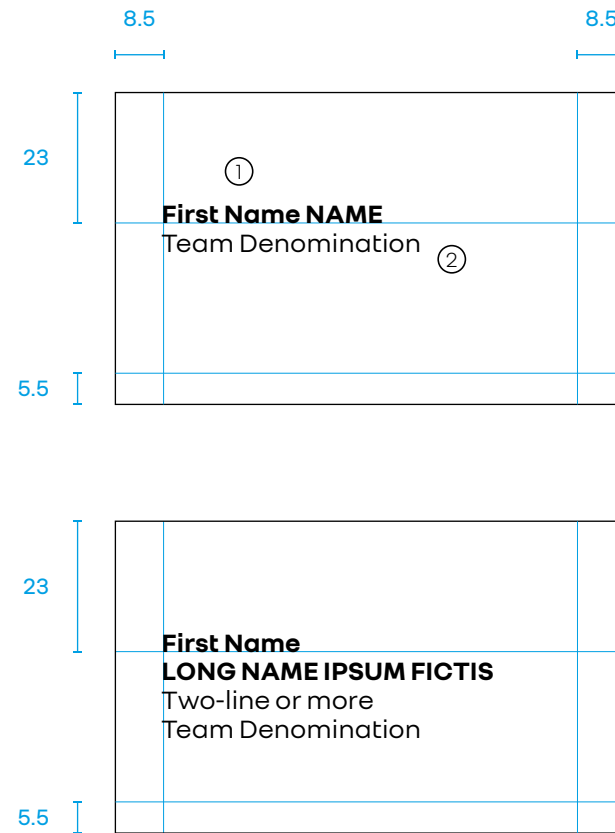 8.5 8.5
23
①
First Name NAME
Team Denomination
②
5.5
23
First Name
LONG NAME IPSUM FICTIS
Two-line or more
Team Denomination
5.5